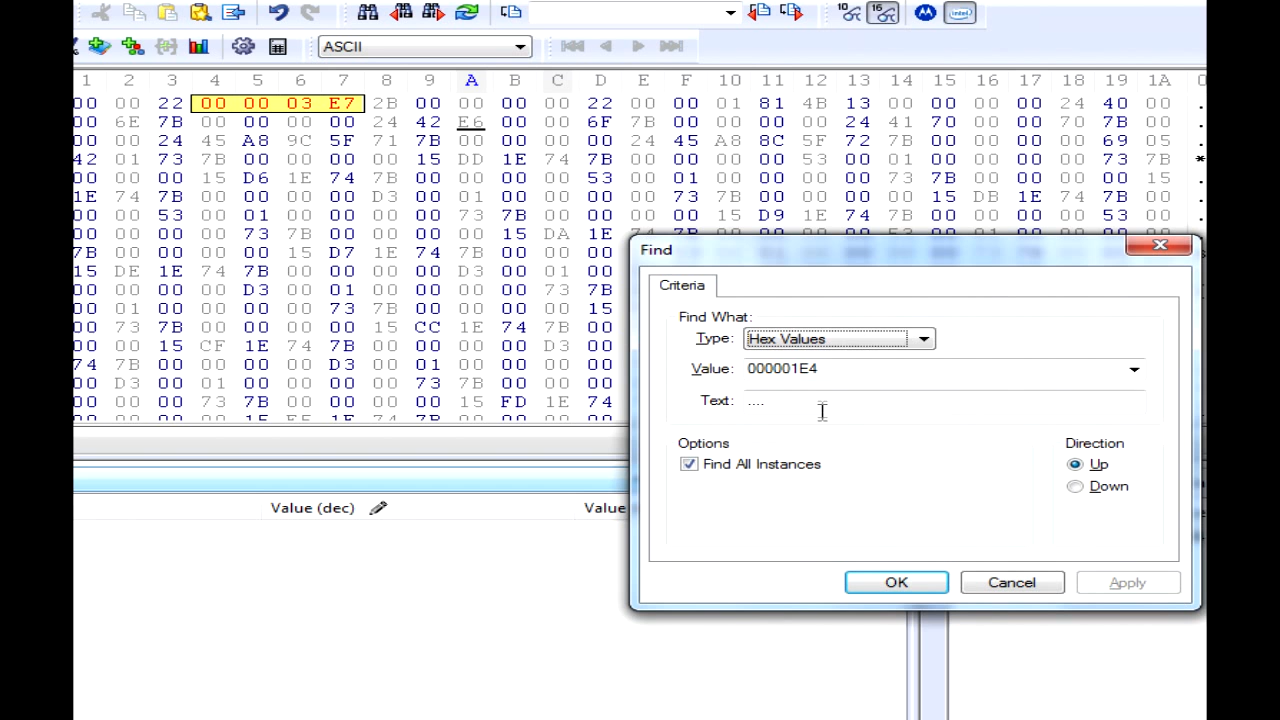 10 16 intel
ASCII
1 2 3 4 5 6 7 8 9 A B C D E F 10 11 12 13 14 15 16 17 18 19 1A 0
00 00 22 00 00 03 E7 2B 00 00 00 00 22 00 00 01 81 4B 13 00 00 00 00 24 40 00 .
00 6E 7B 00 00 00 00 24 42 E6 00 00 6F 7B 00 00 00 00 24 41 70 00 00 70 7B 00 .
00 00 24 45 A8 9C 5F 71 7B 00 00 00 00 24 45 A8 8C 5F 72 7B 00 00 00 00 69 05 .
42 01 73 7B 00 00 00 00 15 DD 1E 74 7B 00 00 00 00 53 00 01 00 00 00 00 73 7B *
00 00 00 15 D6 1E 74 7B 00 00 00 00 53 00 01 00 00 00 00 73 7B 00 00 00 00 15 .
1E 74 7B 00 00 00 00 D3 00 01 00 00 00 00 73 7B 00 00 00 00 15 DB 1E 74 7B 00 .
00 00 53 00 01 00 00 00 00 73 7B 00 00 00 00 15 D9 1E 74 7B 00 00 00 00 53 00 .
00 00 00 00 73 7B 00 00 00 00 15 DA 1E
7B 00 00 00 00 15 D7 1E 74 7B 00 00 00
15 DE 1E 74 7B 00 00 00 00 D3 00 01 00
00 00 00 00 D3 00 01 00 00 00 00 73 7B
00 01 00 00 00 00 73 7B 00 00 00 00 15
00 73 7B 00 00 00 00 15 CC 1E 74 7B 00
00 00 15 CF 1E 74 7B 00 00 00 00 D3 00
74 7B 00 00 00 00 D3 00 01 00 00 00 00
00 D3 00 01 00 00 00 00 73 7B 00 00 00
00 00 00 73 7B 00 00 00 00 15 FD 1E 74
Find
Criteria
Find What:
Type: Hex Values
Value: 000001E4
Text: ....
Options Direction
Find All Instances Up
Down
Value (dec) Value
OK Cancel Apply